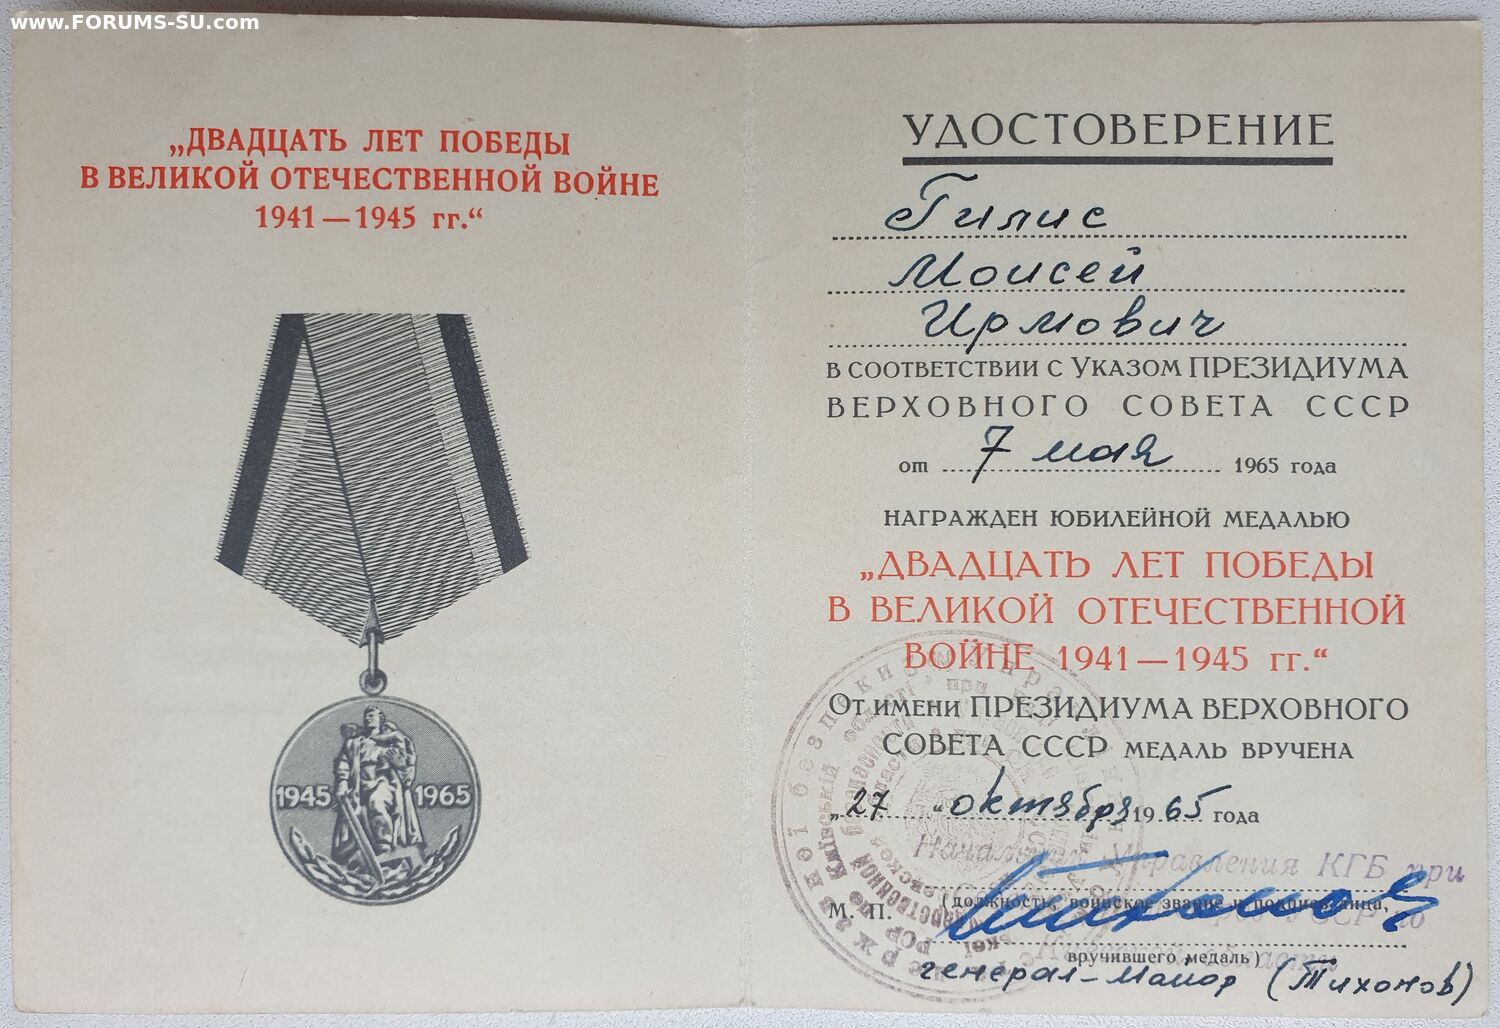 www.FORUMS-SU.com
„ДВАДЦАТЬ ЛЕТ ПОБЕДЫ
В ВЕЛИКОЙ ОТЕЧЕСТВЕННОЙ ВОЙНЕ
1941—1945 гг.“
1945 1965
УДОСТОВЕРЕНИЕ
Гилис
Моисей
Ирмович
В СООТВЕТСТВИИ С УКАЗОМ ПРЕЗИДИУМА
ВЕРХОВНОГО СОВЕТА СССР
от 7 мая 1965 года
НАГРАЖДЕН ЮБИЛЕЙНОЙ МЕДАЛЬЮ
„ДВАДЦАТЬ ЛЕТ ПОБЕДЫ
В ВЕЛИКОЙ ОТЕЧЕСТВЕННОЙ
ВОЙНЕ 1941—1945 гг.“
От имени ПРЕЗИДИУМА ВЕРХОВНОГО
СОВЕТА СССР МЕДАЛЬ ВРУЧЕНА
„27“ октября 1965 года
Начальник Управления КГБ при
М. П. (должность, воинское звание и подпись лица,
Тихонов
вручившего медаль)
Киевской области
генерал-майор (Тихонов)